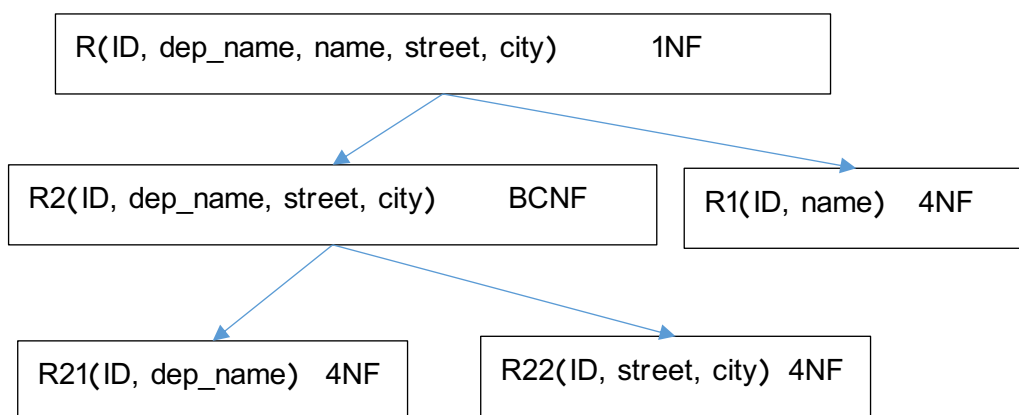 R(ID, dep_name, name, street, city) 1NF
R2(ID, dep_name, street, city) BCNF
R1(ID, name) 4NF
R21(ID, dep_name) 4NF
R22(ID, street, city) 4NF